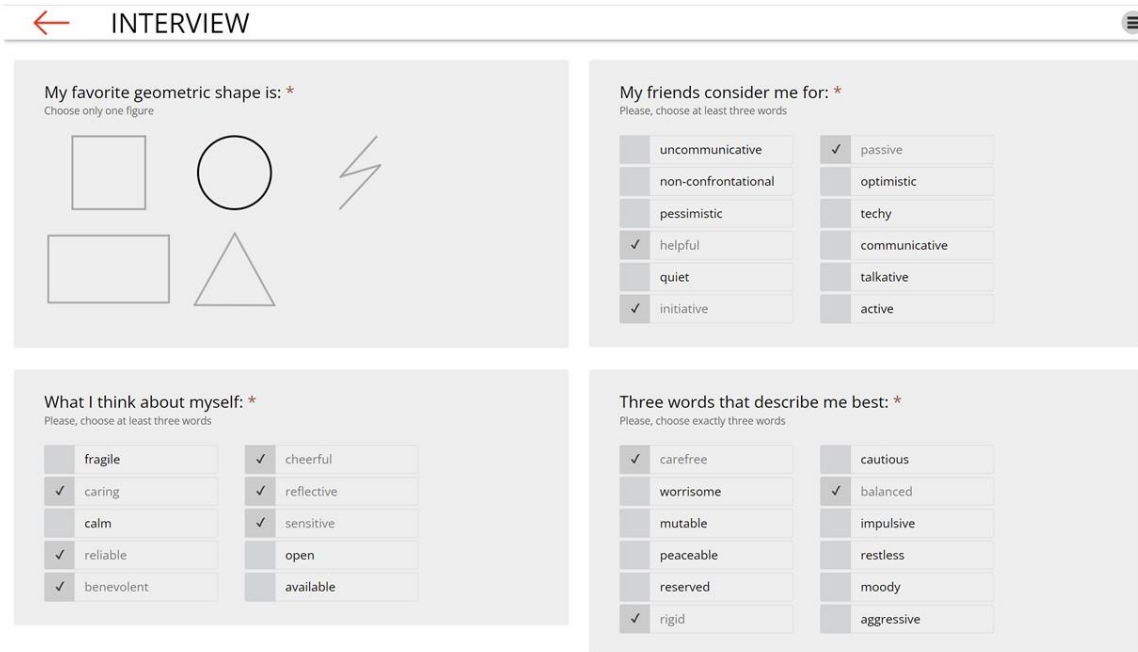 INTERVIEW
My favorite geometric shape is: *
Choose only one figure
My friends consider me for: *
Please, choose at least three words
uncommunicative
✓ passive
non-confrontational
optimistic
pessimistic
techy
✓ helpful
communicative
quiet
talkative
✓ initiative
active
What I think about myself: *
Please, choose at least three words
fragile
✓ cheerful
✓ caring
✓ reflective
calm
✓ sensitive
✓ reliable
open
✓ benevolent
available
Three words that describe me best: *
Please, choose exactly three words
✓ carefree
cautious
worrisome
✓ balanced
mutable
impulsive
peaceable
restless
reserved
moody
✓ rigid
aggressive